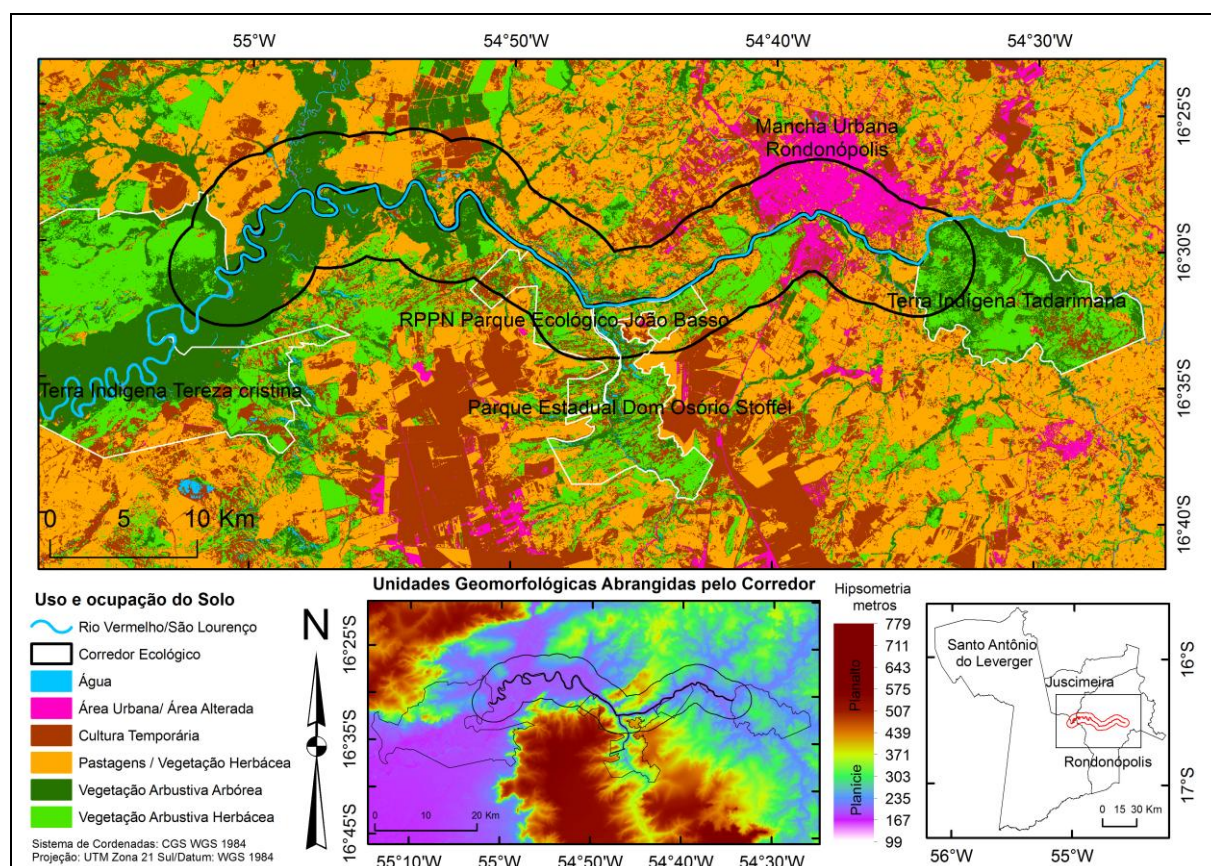 55°W 54°50'W 54°40'W 54°30'W
16°25'S
16°30'S
16°35'S
16°40'S
Mancha Urbana
Rondonópolis
Terra Indígena Tadarimana
RPPN Parque Ecológico João Basso
Terra Indigena Tereza cristina
Parque Estadual Dom Osório Stoffel
0 5 10 Km
Uso e ocupação do Solo
Rio Vermelho/São Lourenço
Corredor Ecológico
Água
Área Urbana/ Área Alterada
Cultura Temporária
Pastagens / Vegetação Herbácea
Vegetação Arbustiva Arbórea
Vegetação Arbustiva Herbácea
Sistema de Cordenadas: CGS WGS 1984
Projeção: UTM Zona 21 Sul/Datum: WGS 1984
N
Unidades Geomorfológicas Abrangidas pelo Corredor
16°25'S
16°35'S
16°45'S
0 10 20 Km
55°10'W 55°W 54°50'W 54°40'W 54°30'W
Hipsometria
metros
779
711
643
575
507
439
371
303
235
167
99
Planalto
Planície
Santo Antônio
do Leverger
Juscimeira
Rondonópolis
0 15 30 Km
16°S
17°S
56°W 55°W